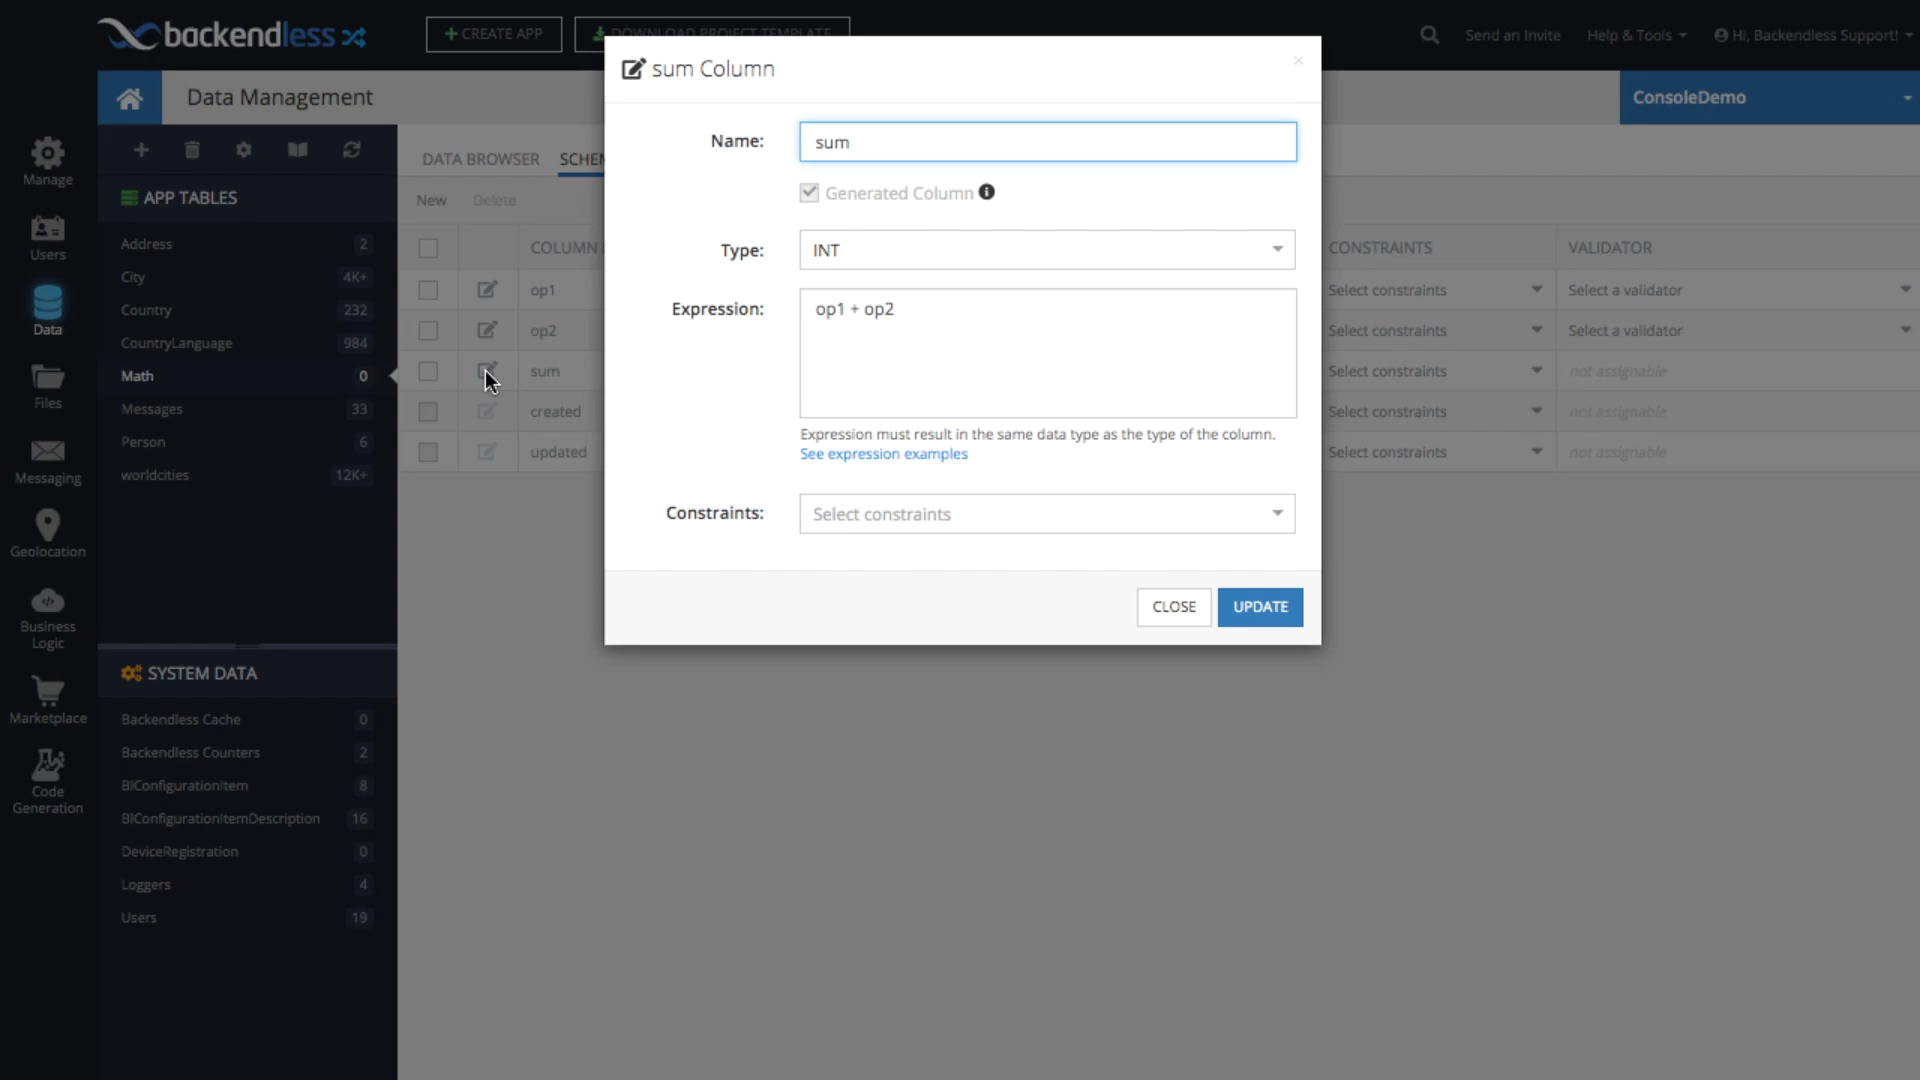 backendless
CREATE APP
DOWNLOAD PROJECT TEMPLATE
Send an Invite
Help & Tools
Hi, Backendless Support!
Data Management
ConsoleDemo
Manage
Users
Data
Files
Messaging
Geolocation
Business
Logic
Marketplace
Code
Generation
APP TABLES
Address 2
City 4K+
Country 232
CountryLanguage 984
Math 0
Messages 33
Person 6
worldcities 12K+
SYSTEM DATA
Backendless Cache 0
Backendless Counters 2
BlConfigurationItem 8
BlConfigurationItemDescription 16
DeviceRegistration 0
Loggers 4
Users 19
DATA BROWSER
New
Delete
COLUMN
CONSTRAINTS
VALIDATOR
op1
Select constraints
Select a validator
op2
Select constraints
Select a validator
sum
Select constraints
not assignable
created
Select constraints
not assignable
updated
Select constraints
not assignable
sum Column
×
Name:
sum
Generated Column
Type:
INT
Expression:
op1 + op2
Expression must result in the same data type as the type of the column.
See expression examples
Constraints:
Select constraints
CLOSE
UPDATE